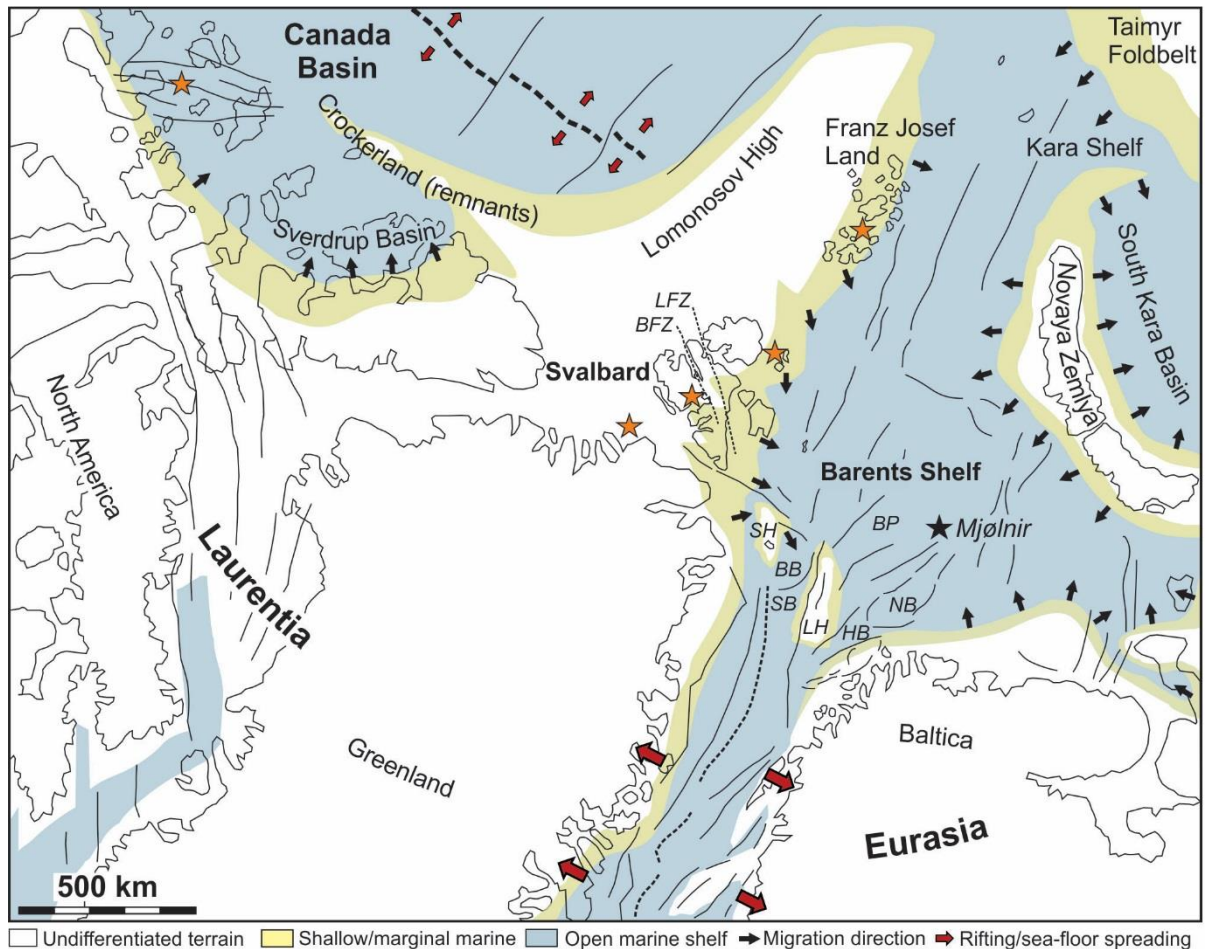 Canada
Basin
Taimyr
Foldbelt
Crockerland (remnants)
Franz Josef
Land
Kara Shelf
Lomonosov High
Sverdrup Basin
South Kara Basin
Novaya Zemlya
LFZ
BFZ
Svalbard
North America
Barents Shelf
Laurentia
SH
BP
Mjølnir
BB
SB
NB
LH
HB
Greenland
Baltica
Eurasia
500 km
Undifferentiated terrain
Shallow/marginal marine
Open marine shelf
Migration direction
Rifting/sea-floor spreading